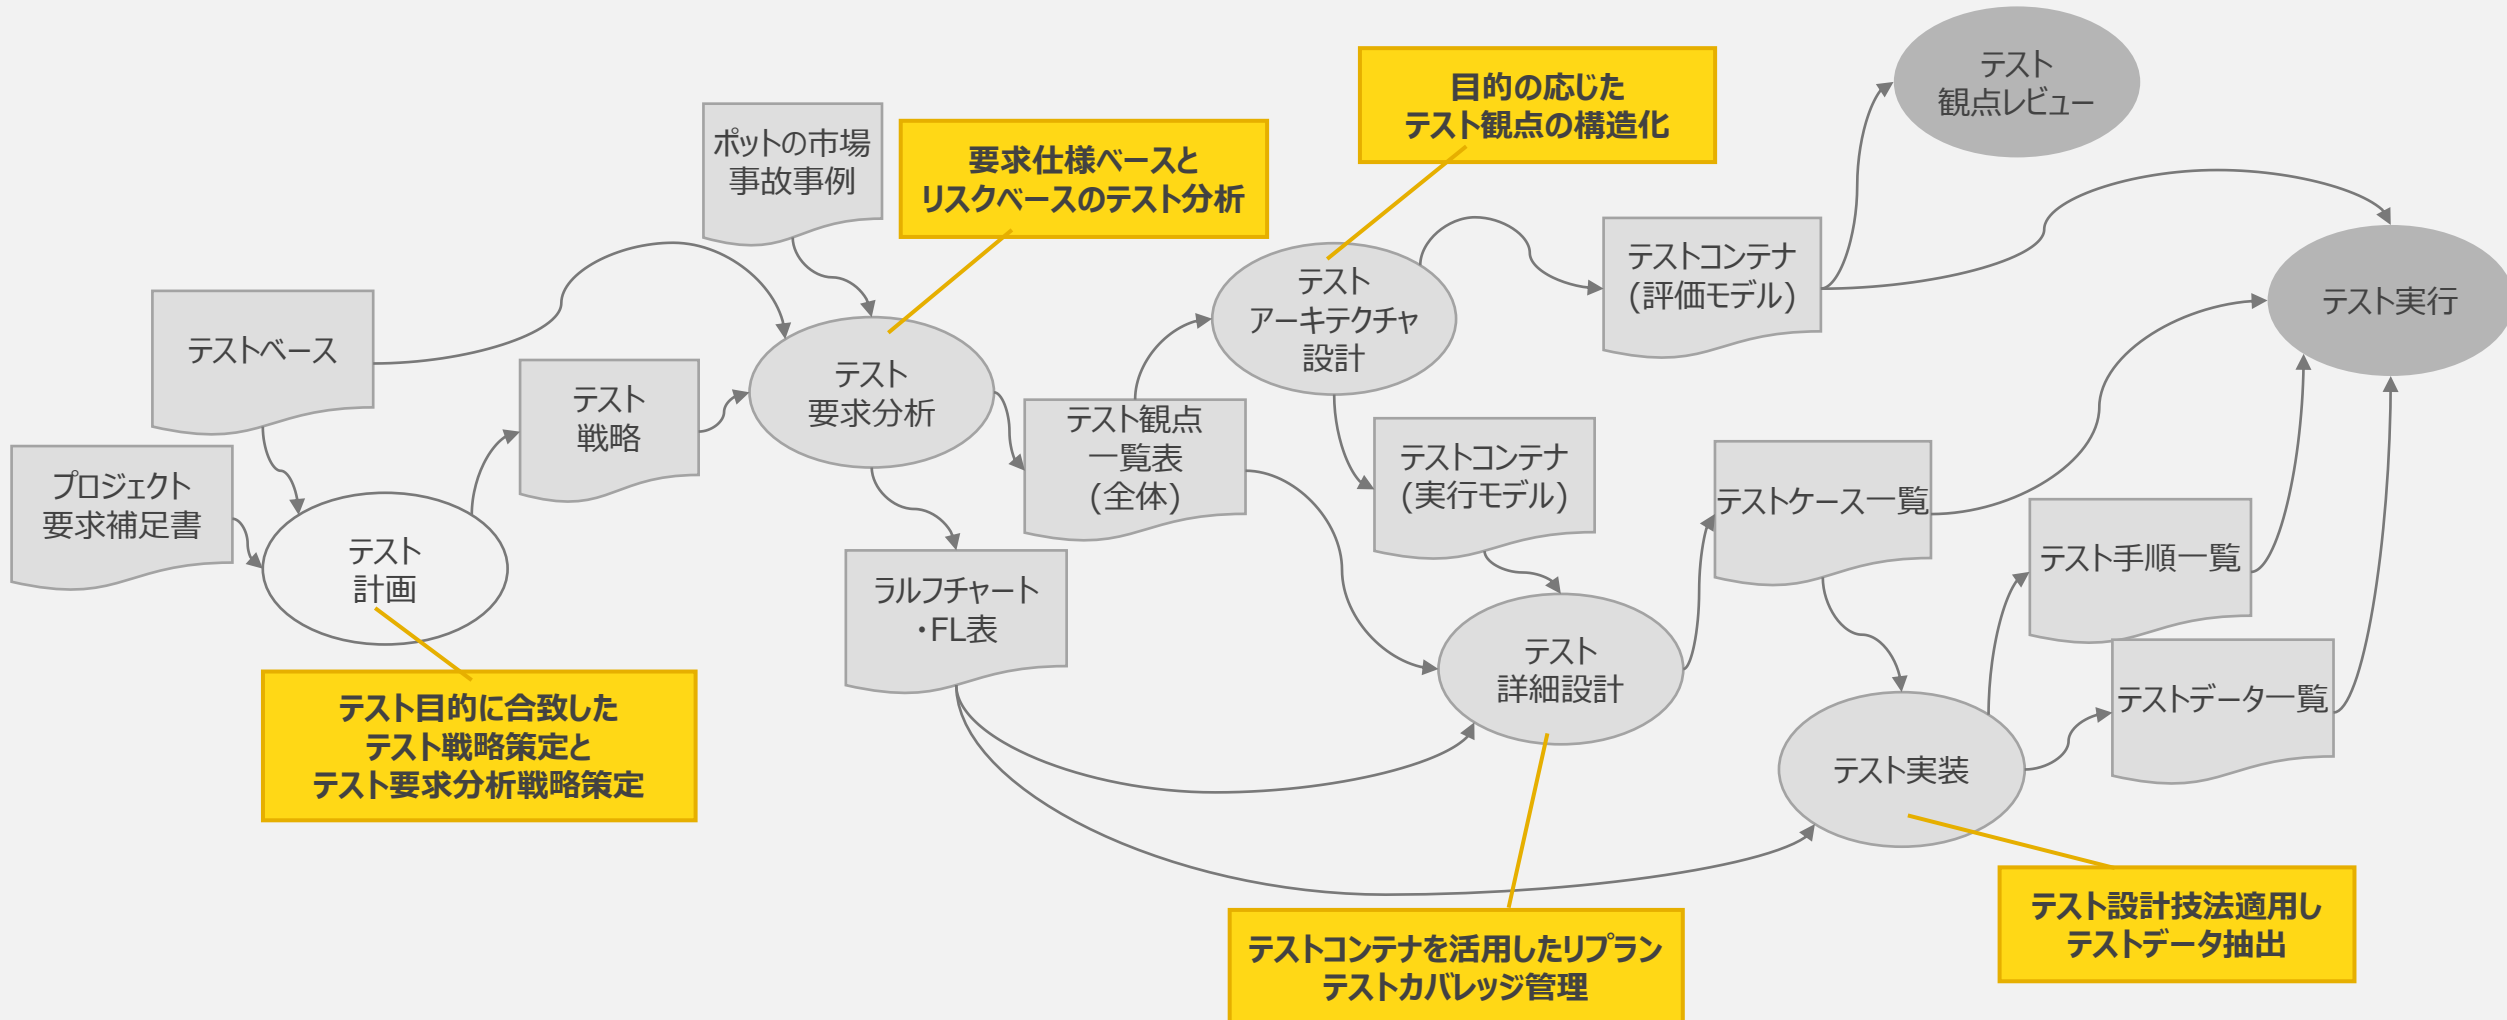 テスト
観点レビュー
目的の応じた
テスト観点の構造化
ポットの市場
事故事例
要求仕様ベースと
リスクベースのテスト分析
テストコンテナ
(評価モデル)
テスト
アーキテクチャ
設計
テスト実行
テストベース
テスト
戦略
テスト
要求分析
テスト観点
一覧表
(全体)
テストコンテナ
(実行モデル)
プロジェクト
要求補足書
テスト
計画
テストケース一覧
テスト手順一覧
ラルフチャート
・FL表
テスト
詳細設計
テストデータ一覧
テスト目的に合致した
テスト戦略策定と
テスト要求分析戦略策定
テスト実装
テストコンテナを活用したリプラン
テストカバレッジ管理
テスト設計技法適用し
テストデータ抽出